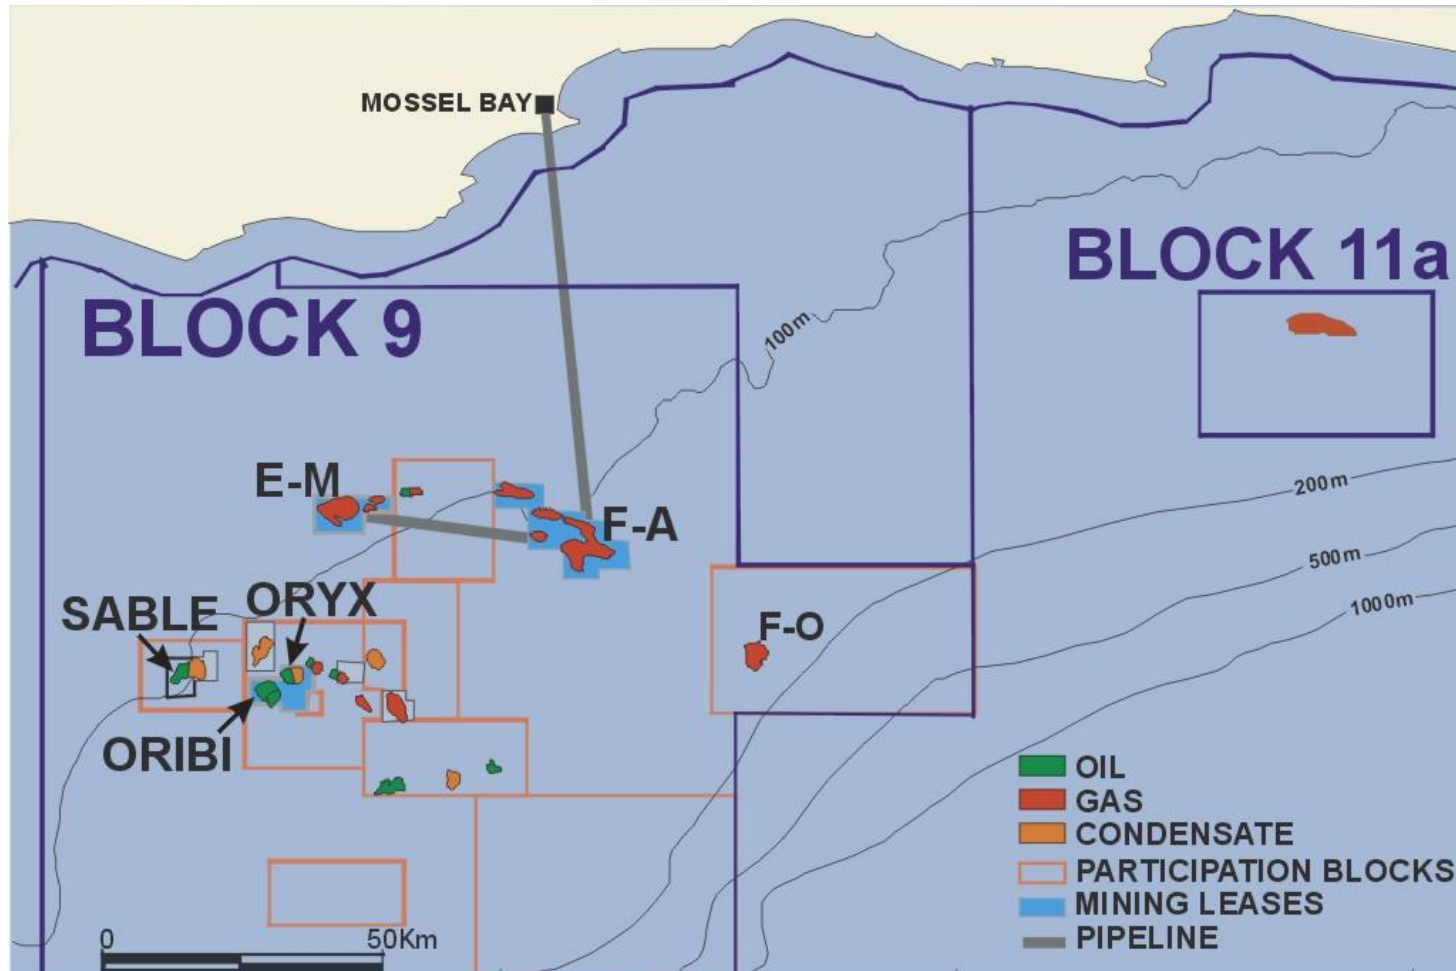 MOSSEL BAY
BLOCK 11a
BLOCK 9
100m
E-M
200m
F-A
500m
ORYX
SABLE
1000m
F-O
ORIBI
OIL
GAS
CONDENSATE
PARTICIPATION BLOCKS
MINING LEASES
PIPELINE
0 50Km